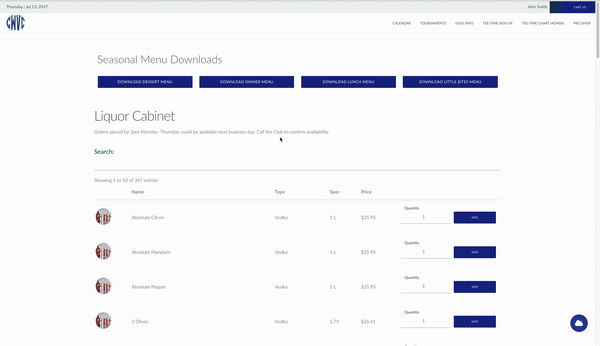 Thursday | Jul 13, 2017
John Smith
CART (0)
CWVC
CALENDAR TOURNAMENTS GOLF INFO TEE-TIME SIGN UP TEE-TIME CHART (ADMIN) PRO SHOP
Seasonal Menu Downloads
DOWNLOAD DESSERT MENU DOWNLOAD DINNER MENU DOWNLOAD LUNCH MENU DOWNLOAD LITTLE BITES MENU
Liquor Cabinet
Orders placed by 3pm Monday- Thursday could be available next business day. Call the Club to confirm availability.
Search:
Showing 1 to 50 of 347 entries
Name Type Spec Price
Quantity
Absolute Citron Vodka 1 L $25.95 1 ADD
Quantity
Absolute Mandarin Vodka 1 L $25.95 1 ADD
Quantity
Absolute Peppar Vodka 1 L $25.95 1 ADD
Quantity
3 Olives Vodka 1.75 $26.41 1 ADD